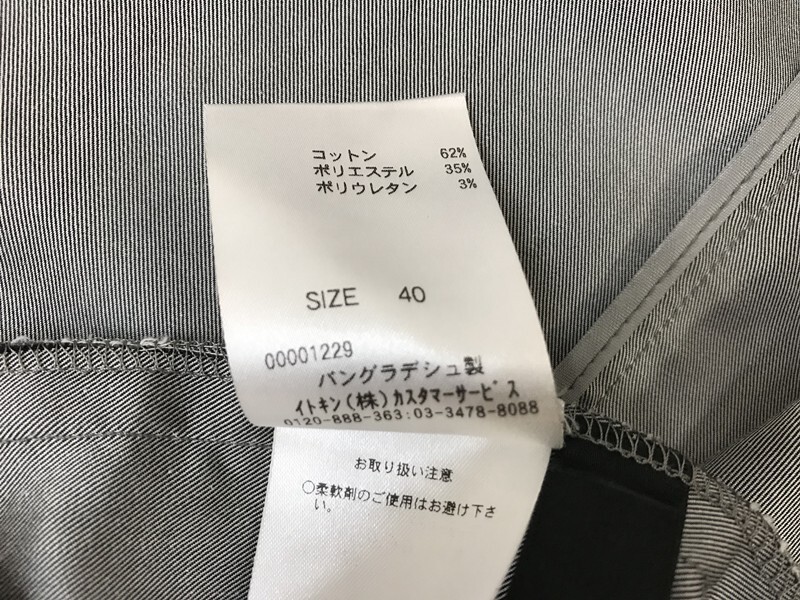 コットン 62%
ポリエステル 35%
ポリウレタン 3%
SIZE 40
00001229
バングラデシュ製
イトキン(株)カスタマーサービス
0120-888-363:03-3478-8088
お取り扱い注意
○柔軟剤のご使用はお避け下さ
い。